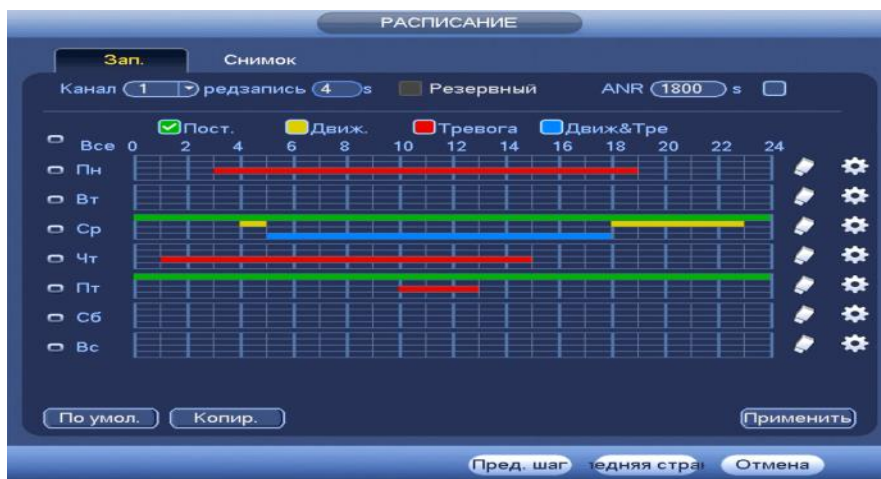 РАСПИСАНИЕ
Зап. Снимок
Канал 1 редзапись 4 s Резервный ANR 1800 s
Пост. Движ. Тревога Движ&Тре
Все 0 2 4 6 8 10 12 14 16 18 20 22 24
Пн
Вт
Ср
Чт
Пт
Сб
Вс
По умол. Копир. Применить
Пред. шаг едняя стра Отмена